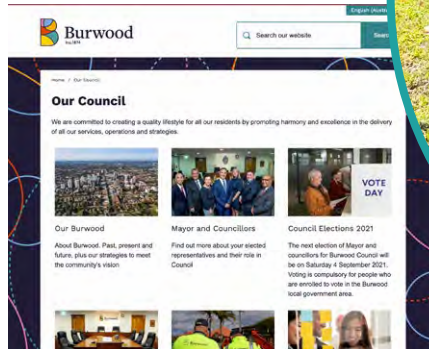 English (Austr
Burwood
Est. 1874
Search our website
Sear
Home / Our Council
Our Council
We are committed to creating a quality lifestyle for all our residents by promoting harmony and excellence in the delivery
of all our services, operations and strategies.
VOTE
DAY
Our Burwood
Mayor and Councillors
Council Elections 2021
About Burwood. Past, present and
future, plus our strategies to meet
the community's vision
Find out more about your elected
representatives and their role in
Council
The next election of Mayor and
councillors for Burwood Council will
be on Saturday 4 September 2021.
Voting is compulsory for people who
are enrolled to vote in the Burwood
local government area.